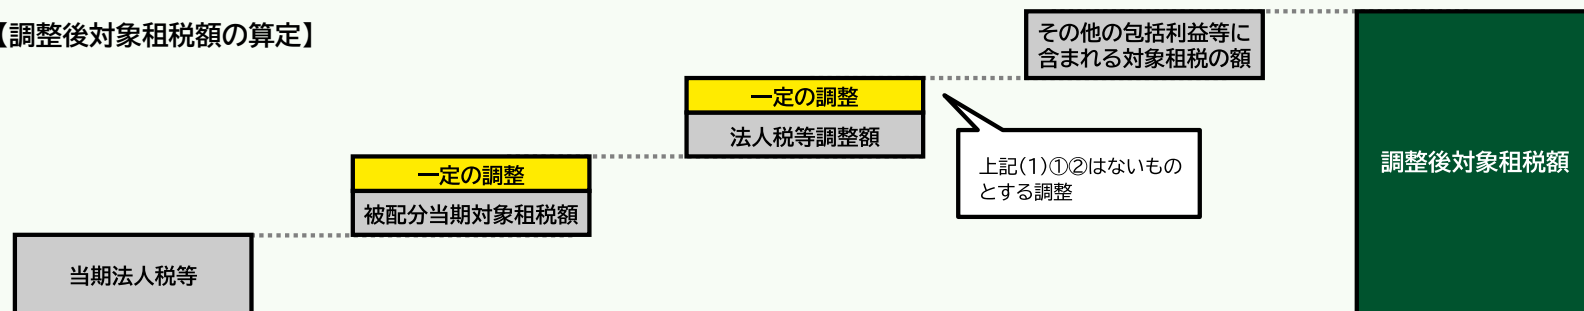 【調整後対象租税額の算定】
その他の包括利益等に
含まれる対象租税の額
一定の調整
法人税等調整額
上記(1)①②はないもの
とする調整
調整後対象租税額
一定の調整
被配分当期対象租税額
当期法人税等